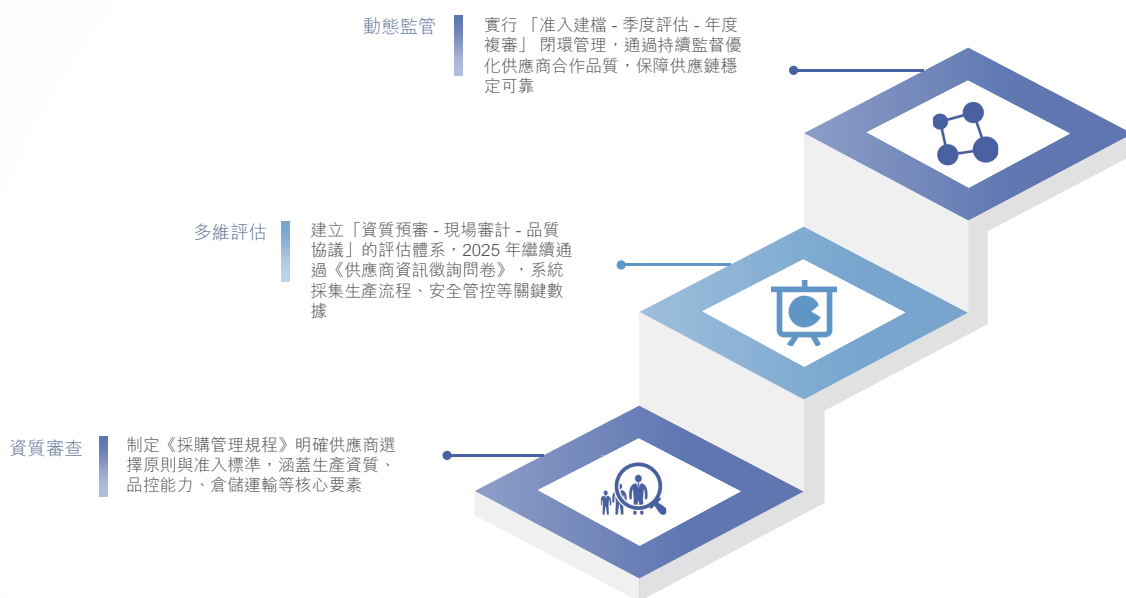 動態監管
實行 「准入建檔 - 季度評估 - 年度
複審」 閉環管理，通過持續監督優
化供應商合作品質，保障供應鏈穩
定可靠
多維評估
建立「資質預審 - 現場審計 - 品質
協議」的評估體系，2025 年繼續通
過《供應商資訊徵詢問卷》，系統
採集生產流程、安全管控等關鍵數
據
資質審查
制定《採購管理規程》明確供應商選
擇原則與准入標準，涵蓋生產資質、
品控能力、倉儲運輸等核心要素